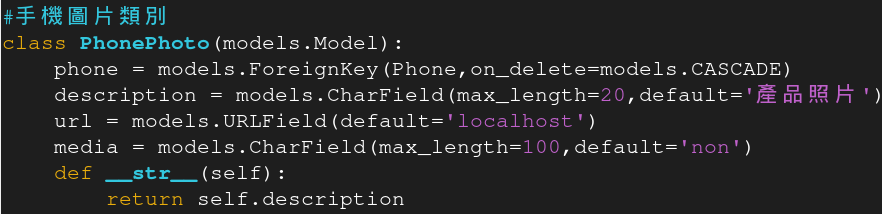 #手機圖片類別
class PhonePhoto(models.Model):
    phone = models.ForeignKey(Phone,on_delete=models.CASCADE)
    description = models.CharField(max_length=20,default='產品照片')
    url = models.URLField(default='localhost')
    media = models.CharField(max_length=100,default='non')
    def __str__(self):
        return self.description